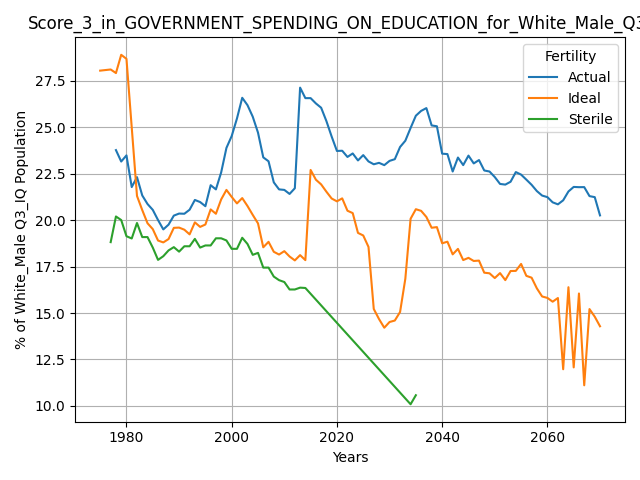 Score_3_in_GOVERNMENT_SPENDING_ON_EDUCATION_for_White_Male_Q3
Fertility
Actual
Ideal
Sterile
% of White_Male Q3_IQ Population
27.5
25.0
22.5
20.0
17.5
15.0
12.5
10.0
1980 2000 2020 2040 2060
Years